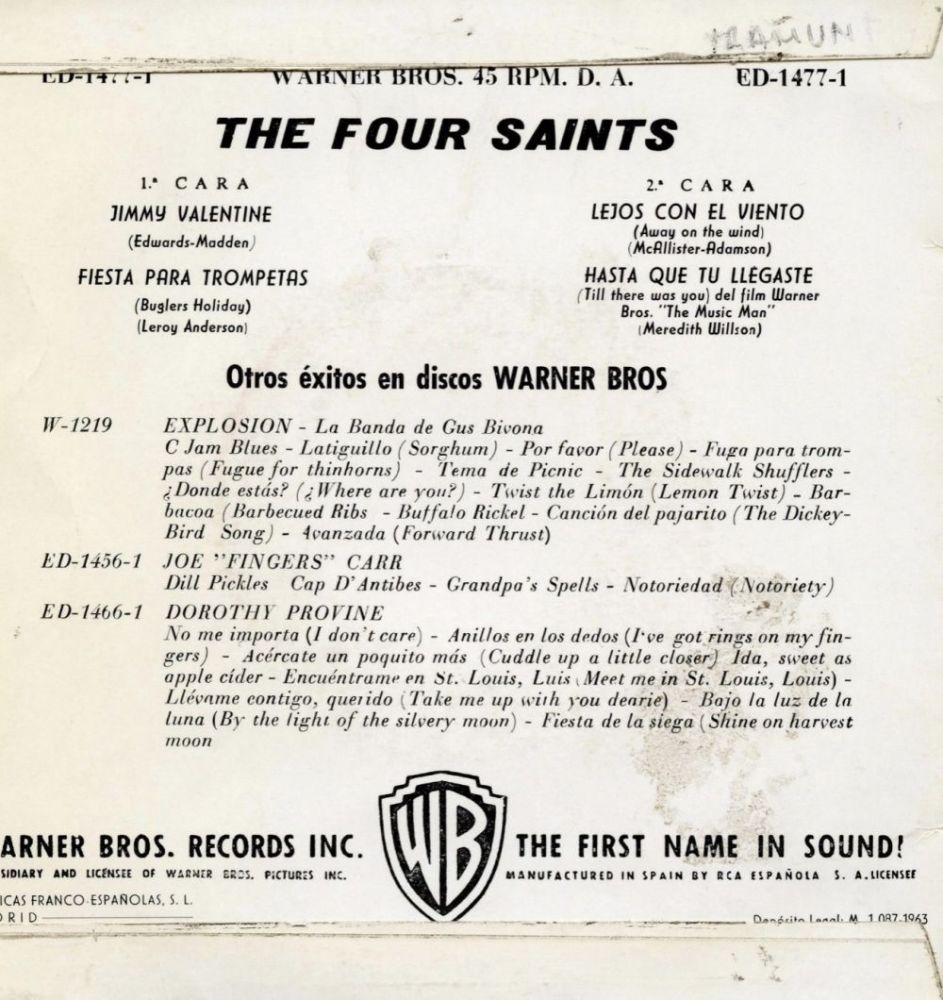 ED-1477-1 WARNER BROS. 45 RPM. D. A. ED-1477-1
THE FOUR SAINTS
1.ª CARA
JIMMY VALENTINE
(Edwards-Madden)
FIESTA PARA TROMPETAS
(Buglers Holiday)
(Leroy Anderson)
2.ª CARA
LEJOS CON EL VIENTO
(Away on the wind)
(McAllister-Adamson)
HASTA QUE TU LLEGASTE
(Till there was you) del film Warner
Bros. "The Music Man"
(Meredith Willson)
Otros éxitos en discos WARNER BROS
W-1219 EXPLOSION - La Banda de Gus Bivona
C Jam Blues - Latiguillo (Sorghum) - Por favor (Please) - Fuga para trom-
pas (Fugue for thinhorns) - Tema de Picnic - The Sidewalk Shufflers -
¿Donde estás? (¿Where are you?) - Twist the Limón (Lemon Twist) - Bar-
bacoa (Barbecued Ribs - Buffalo Rickel - Canción del pajarito (The Dickey-
Bird Song) - Avanzada (Forward Thrust)
ED-1456-1 JOE "FINGERS" CARR
Dill Pickles Cap D'Antibes - Grandpa's Spells - Notoriedad (Notoriety)
ED-1466-1 DOROTHY PROVINE
No me importa (I don't care) - Anillos en los dedos (I've got rings on my fin-
gers) - Acércate un poquito más (Cuddle up a little closer) Ida, sweet as
apple cíder - Encuéntrame en St. Louis, Luis (Meet me in St. Louis, Louis) -
Llévame contigo, querido (Take me up with you dearie) - Bajo la luz de la
luna (By the light of the silvery moon) - Fiesta de la siega (Shine on harvest
moon
WB
ARNER BROS. RECORDS INC. THE FIRST NAME IN SOUND!
SIDIARY AND LICENSEE OF WARNER BROS. PICTURES INC. MANUFACTURED IN SPAIN BY RCA ESPAÑOLA S. A. LICENSEE
ICAS FRANCO-ESPAÑOLAS, S. L.
DRID Depósito Legal: M. 1.087-1963